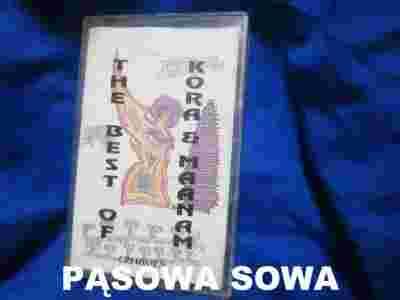 THE BEST OF
KORA & MAANAM
PĄSOWA SOWA